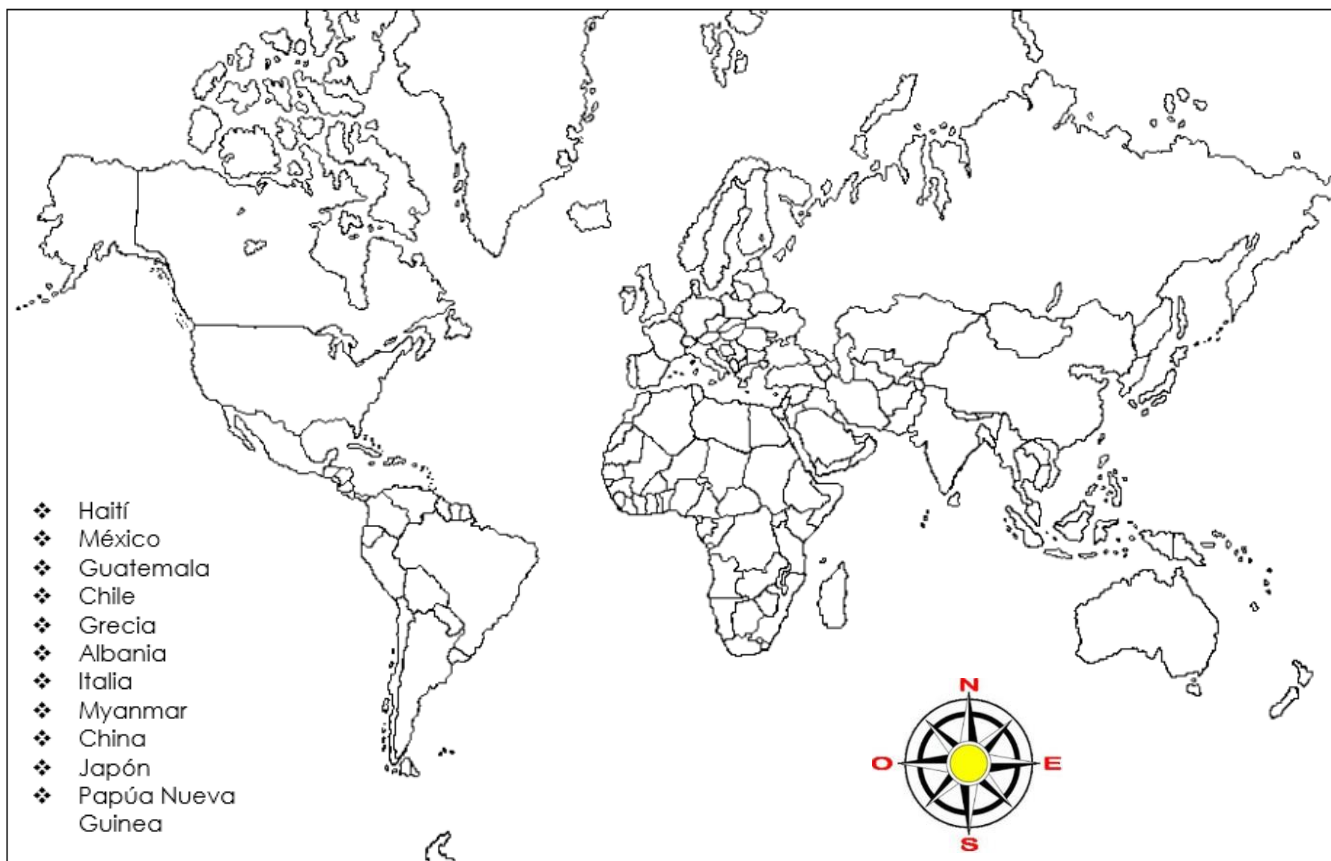 ❖ Haití
❖ México
❖ Guatemala
❖ Chile
❖ Grecia
❖ Albania
❖ Italia
❖ Myanmar
❖ China
❖ Japón
❖ Papúa Nueva
Guinea
N
O E
S